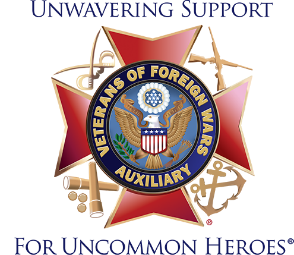 UNWAVERING SUPPORT
VETERANS OF FOREIGN WARS
AUXILIARY
®
FOR UNCOMMON HEROES®